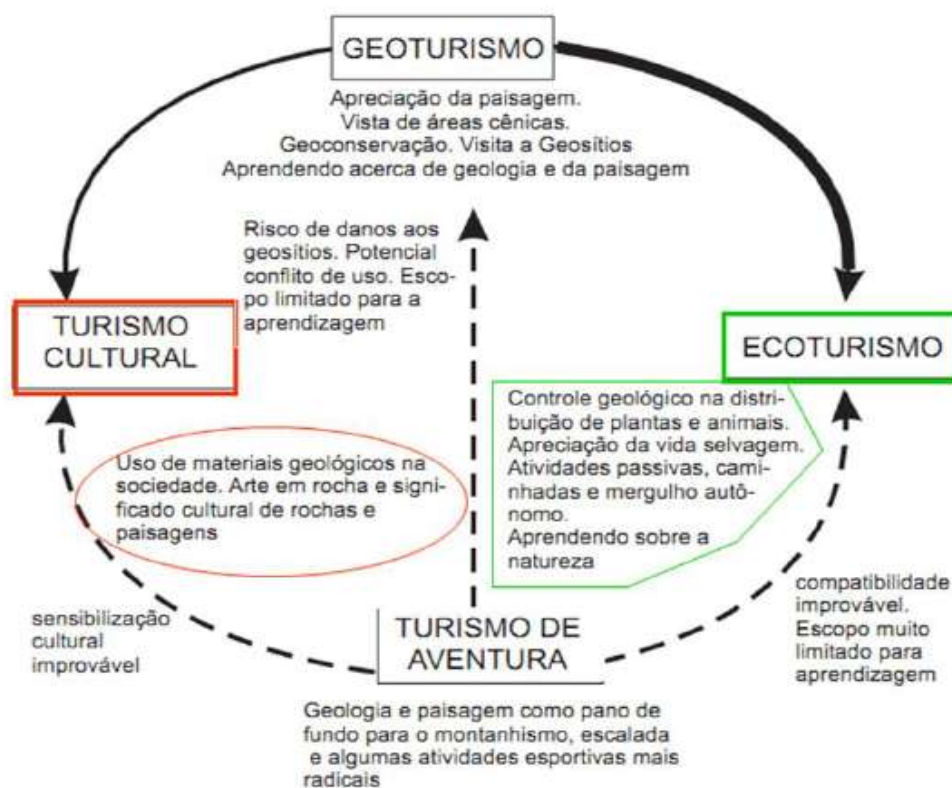 GEOTURISMO
Apreciação da paisagem.
Vista de áreas cênicas.
Geoconservação. Visita a Geosítios
Aprendendo acerca de geologia e da paisagem
Risco de danos aos
geosítios. Potencial
conflito de uso. Esco-
po limitado para a
aprendizagem
TURISMO
CULTURAL
ECOTURISMO
Controle geológico na distri-
buição de plantas e animais.
Apreciação da vida selvagem.
Atividades passivas, cami-
nhadas e mergulho autô-
nomo.
Aprendendo sobre a
natureza
Uso de materiais geológicos na
sociedade. Arte em rocha e signi-
ficado cultural de rochas e
paisagens
sensibilização
cultural
improvável
TURISMO DE
AVENTURA
compatibilidade
improvável.
Escopo muito
limitado para
aprendizagem
Geologia e paisagem como pano de
fundo para o montanhismo, escalada
e algumas atividades esportivas mais
radicais